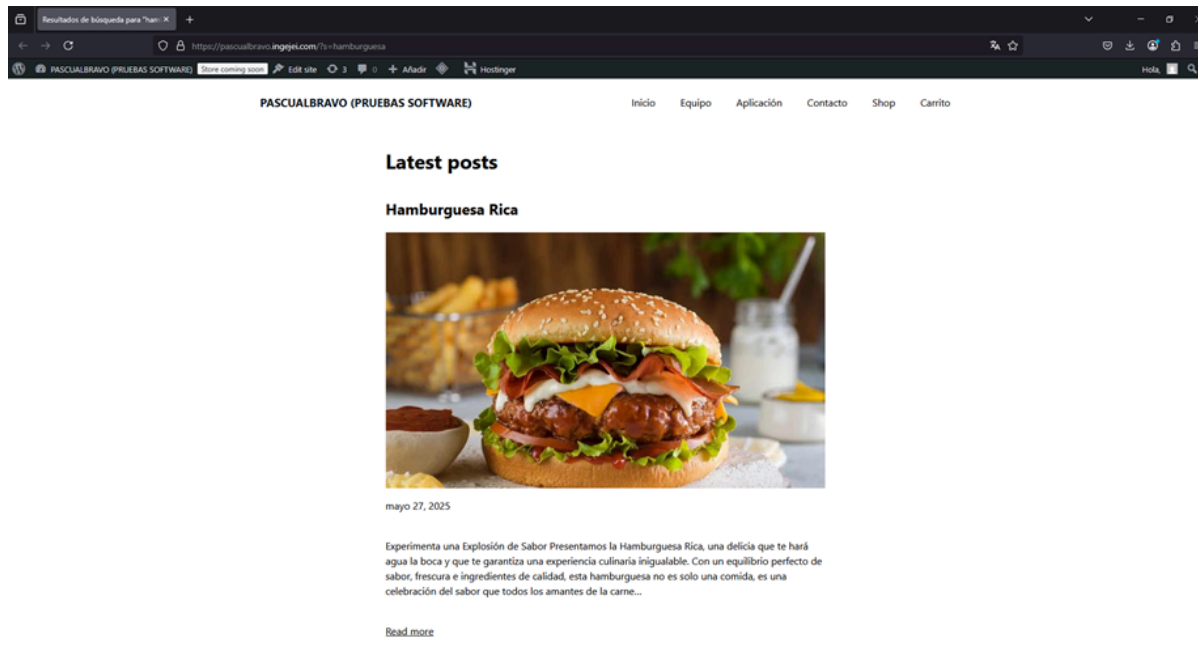 Resultados de búsqueda para "ham
https://pascualbravo.ingejei.com/?s=hamburguesa
PASCUALBRAVO (PRUEBAS SOFTWARE) Store coming soon Edit site 3 0 Añadir Hostinger Hola,
PASCUALBRAVO (PRUEBAS SOFTWARE) Inicio Equipo Aplicación Contacto Shop Carrito
Latest posts
Hamburguesa Rica
mayo 27, 2025
Experimenta una Explosión de Sabor Presentamos la Hamburguesa Rica, una delicia que te hará
agua la boca y que te garantiza una experiencia culinaria inigualable. Con un equilibrio perfecto de
sabor, frescura e ingredientes de calidad, esta hamburguesa no es solo una comida, es una
celebración del sabor que todos los amantes de la carne...
Read more